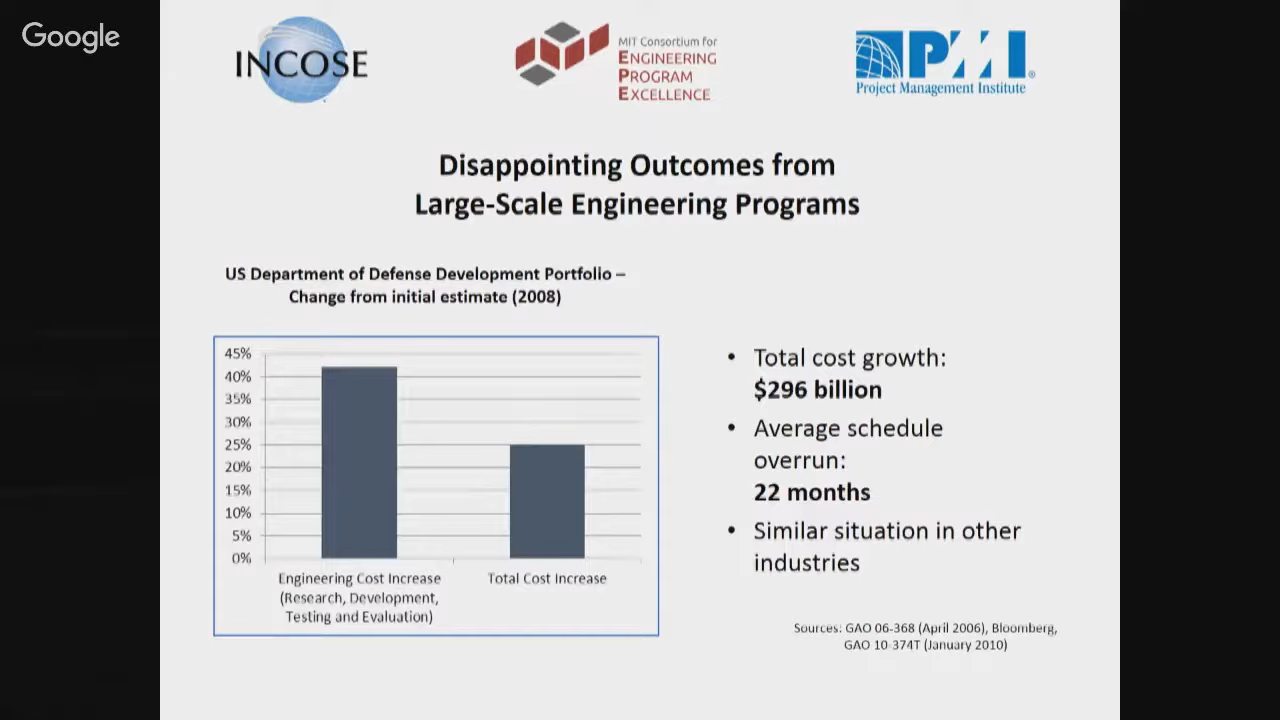 Google
INCOSE
MIT Consortium for
ENGINEERING
PROGRAM
EXCELLENCE
PMI
®
Project Management Institute
Disappointing Outcomes from
Large-Scale Engineering Programs
US Department of Defense Development Portfolio –
Change from initial estimate (2008)
45%
40%
35%
30%
25%
20%
15%
10%
5%
0%
Engineering Cost Increase
(Research, Development,
Testing and Evaluation)
Total Cost Increase
• Total cost growth:
$296 billion
• Average schedule
overrun:
22 months
• Similar situation in other
industries
Sources: GAO 06-368 (April 2006), Bloomberg,
GAO 10-374T (January 2010)